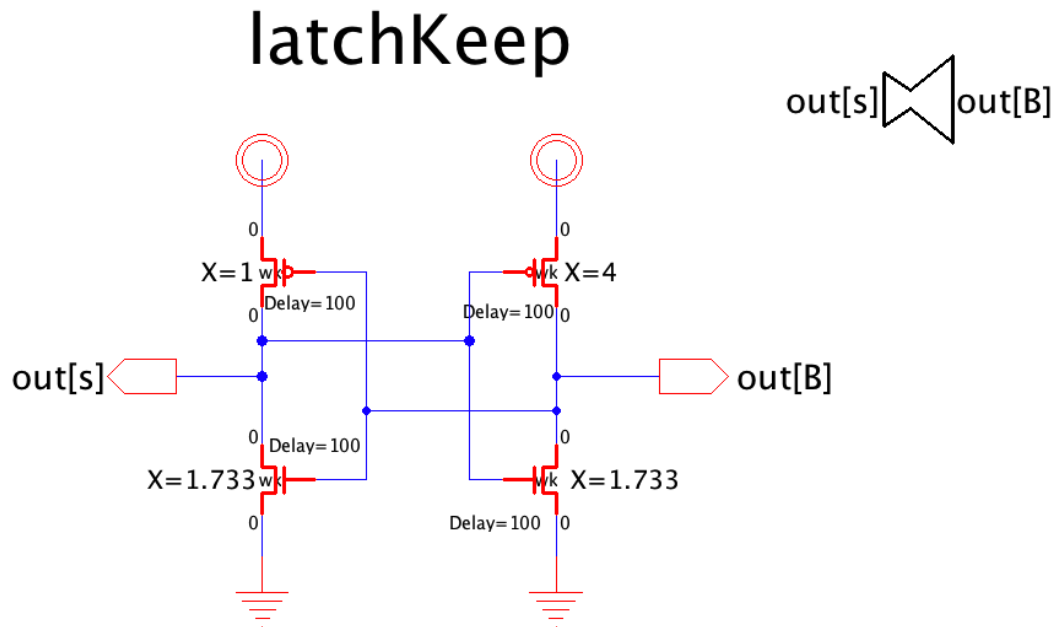 latchKeep
out[s] out[B]
0 0
X=1 wk wk X=4
Delay=100 Delay=100
0 0
out[s] out[B]
0 Delay=100 0
X=1.733 wk wk X=1.733
0 Delay=100 0